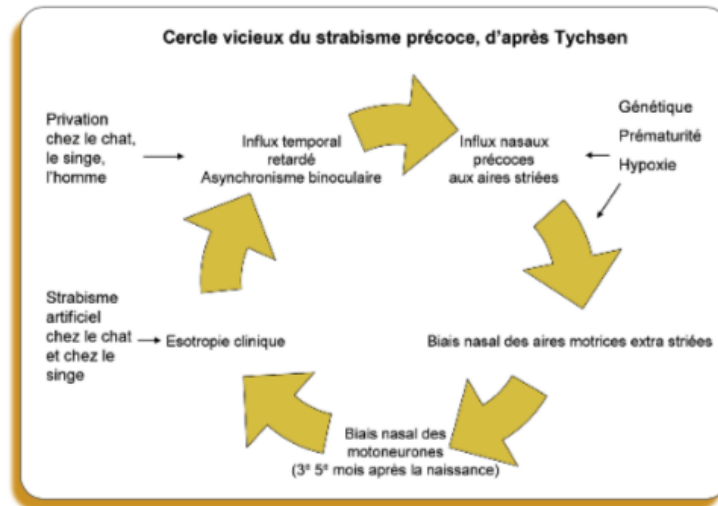 Cercle vicieux du strabisme précoce, d'après Tychsen
Privation
chez le chat,
le singe,
l'homme
Influx temporal
retardé
Asynchronisme binoculaire
Influx nasaux
précoces
aux aires striées
Génétique
Prématurité
Hypoxie
Strabisme
artificiel
chez le chat
et chez le
singe
Esotropie clinique
Biais nasal des aires motrices extra striées
Biais nasal des
motoneurones
(3e 5e mois après la naissance)